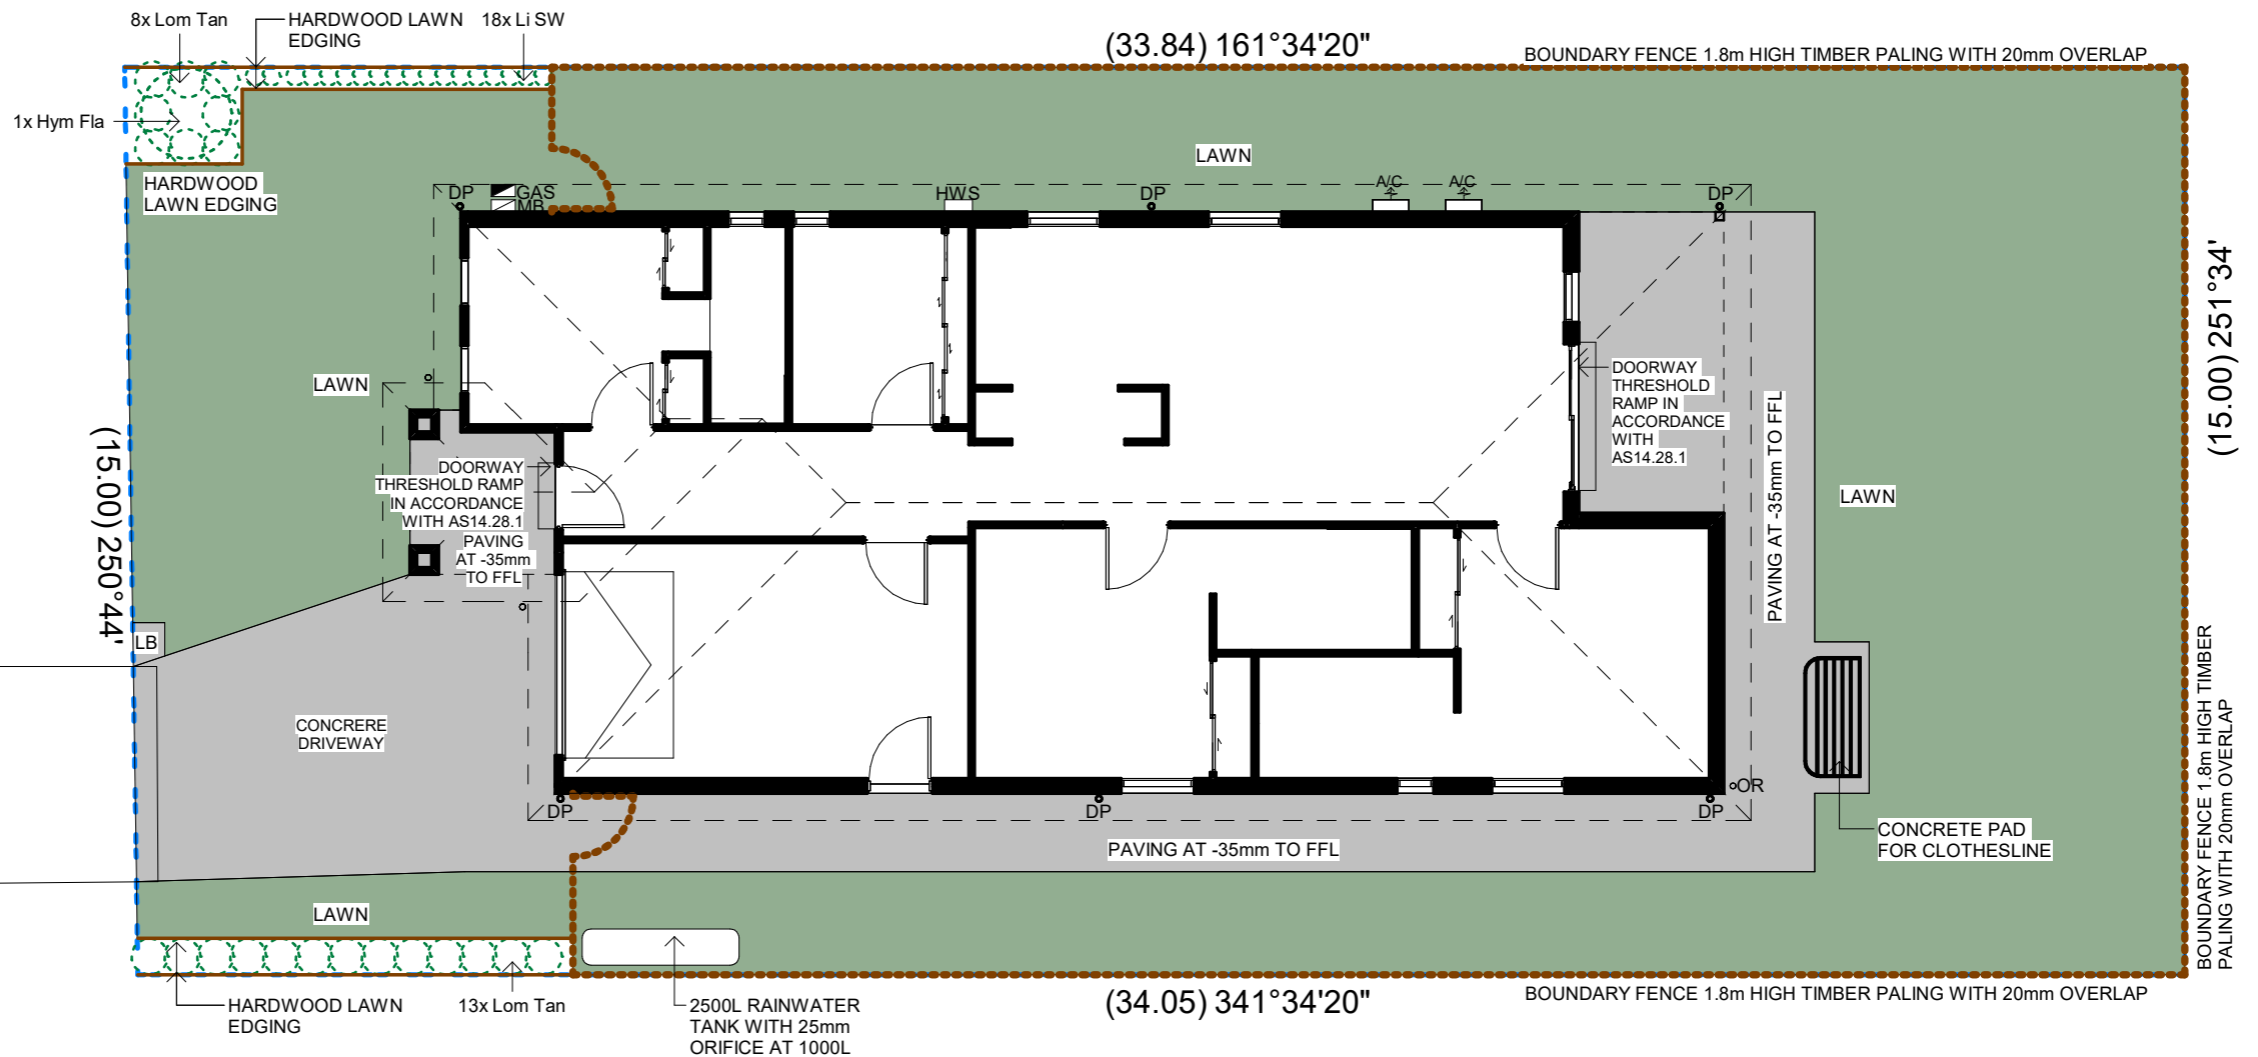 8x Lom Tan
HARDWOOD LAWN
EDGING
18x Li SW
(33.84) 161°34'20"
BOUNDARY FENCE 1.8m HIGH TIMBER PALING WITH 20mm OVERLAP
1x Hym Fla
HARDWOOD
LAWN EDGING
LAWN
DP
GAS
MB
HWS
DP
A/C
A/C
DP
(15.00) 251°34'
LAWN
DOORWAY
THRESHOLD
RAMP IN
ACCORDANCE
WITH
AS14.28.1
PAVING AT -35mm TO FFL
LAWN
(15.00) 250°44'
DOORWAY
THRESHOLD RAMP
IN ACCORDANCE
WITH AS14.28.1
PAVING
AT -35mm
TO FFL
LB
CONCRERE
DRIVEWAY
DP
DP
DP
OR
PAVING AT -35mm TO FFL
CONCRETE PAD
FOR CLOTHESLINE
BOUNDARY FENCE 1.8m HIGH TIMBER
PALING WITH 20mm OVERLAP
LAWN
HARDWOOD LAWN
EDGING
13x Lom Tan
2500L RAINWATER
TANK WITH 25mm
ORIFICE AT 1000L
(34.05) 341°34'20"
BOUNDARY FENCE 1.8m HIGH TIMBER PALING WITH 20mm OVERLAP